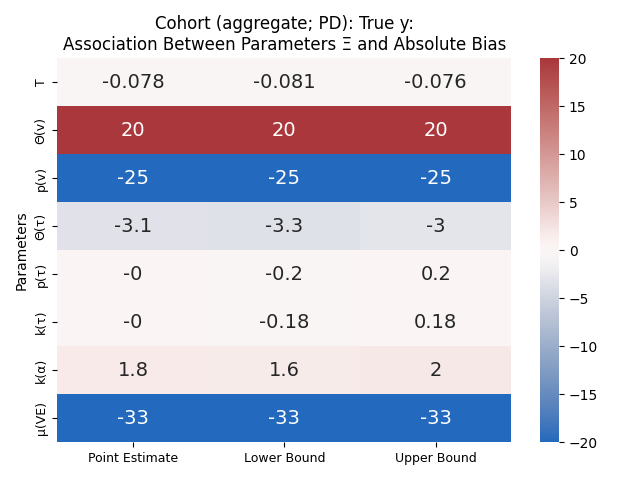 Cohort (aggregate; PD): True y:
Association Between Parameters Ξ and Absolute Bias
Parameters
T -0.078 -0.081 -0.076
Θ(v) 20 20 20
p(v) -25 -25 -25
Θ(τ) -3.1 -3.3 -3
p(τ) -0 -0.2 0.2
k(τ) -0 -0.18 0.18
k(α) 1.8 1.6 2
μ(VE) -33 -33 -33
Point Estimate Lower Bound Upper Bound
20
15
10
5
0
−5
−10
−15
−20